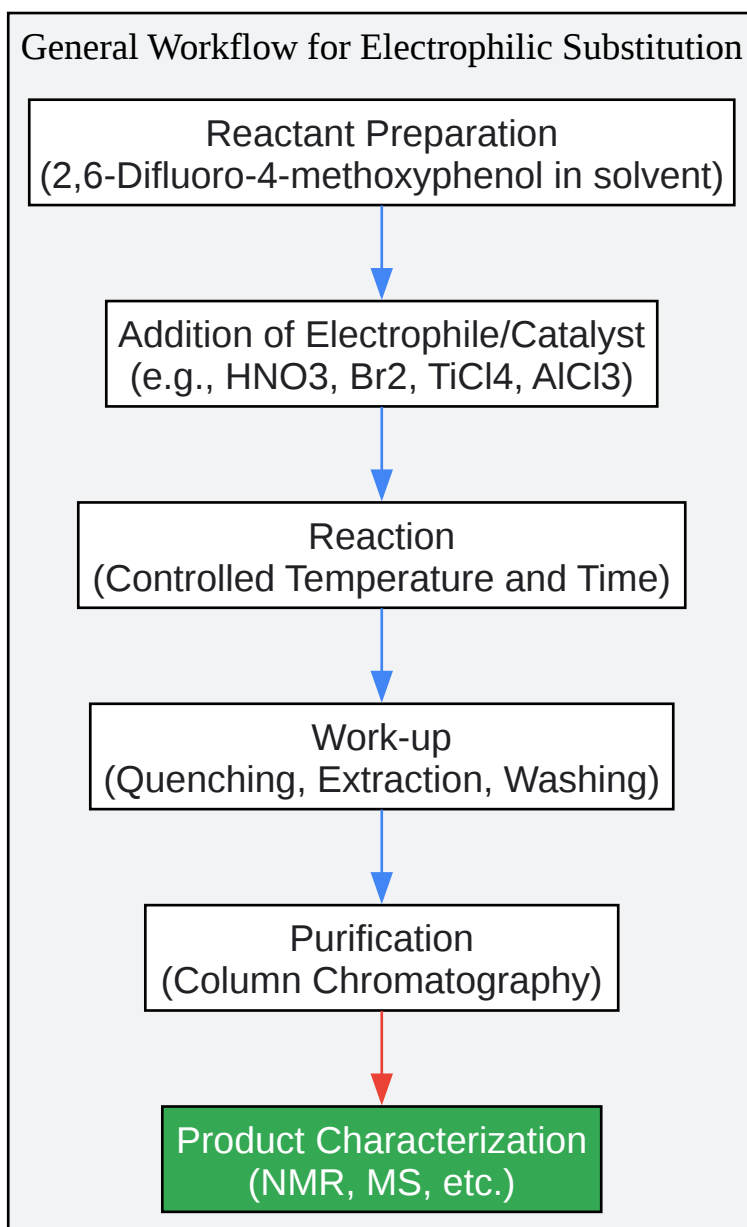 General Workflow for Electrophilic Substitution
Reactant Preparation
(2,6-Difluoro-4-methoxyphenol in solvent)
Addition of Electrophile/Catalyst
(e.g., HNO3, Br2, TiCl4, AlCl3)
Reaction
(Controlled Temperature and Time)
Work-up
(Quenching, Extraction, Washing)
Purification
(Column Chromatography)
Product Characterization
(NMR, MS, etc.)